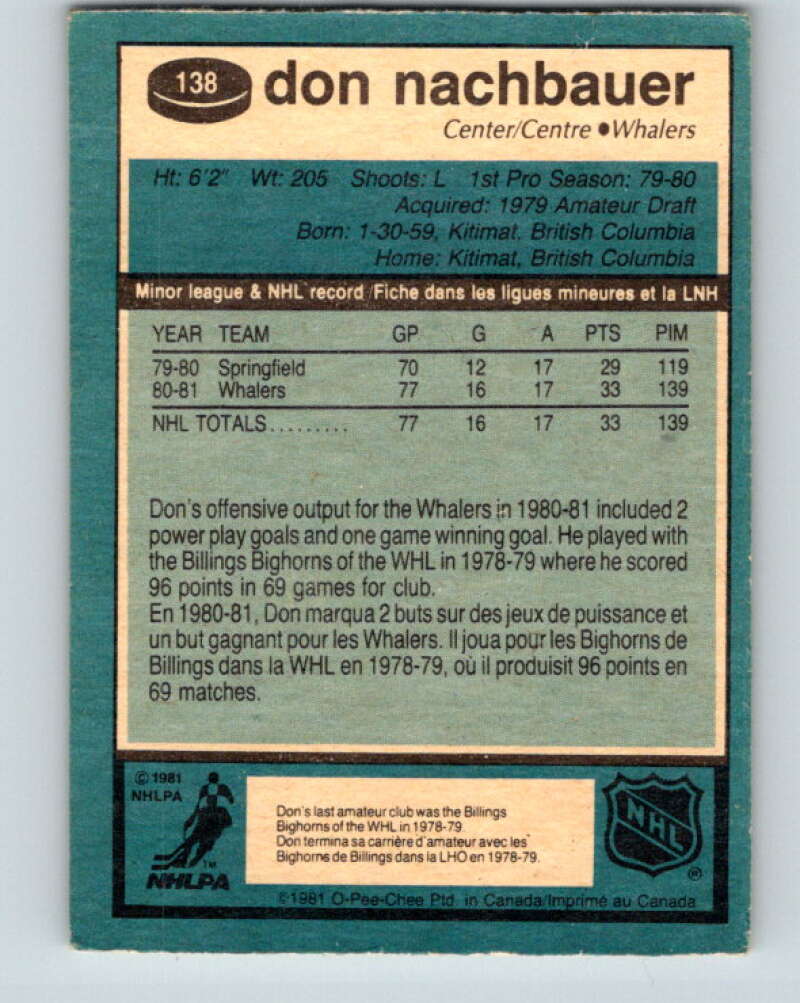 138 don nachbauer
Center/Centre ●Whalers
Ht: 6'2" Wt: 205 Shoots: L 1st Pro Season: 79-80
Acquired: 1979 Amateur Draft
Born: 1-30-59, Kitimat, British Columbia
Home: Kitimat, British Columbia
Minor league & NHL record/Fiche dans les ligues mineures et la LNH
YEAR TEAM GP G A PTS PIM
79-80 Springfield 70 12 17 29 119
80-81 Whalers 77 16 17 33 139
NHL TOTALS......... 77 16 17 33 139
Don's offensive output for the Whalers in 1980-81 included 2
power play goals and one game winning goal. He played with
the Billings Bighorns of the WHL in 1978-79 where he scored
96 points in 69 games for club.
En 1980-81, Don marqua 2 buts sur des jeux de puissance et
un but gagnant pour les Whalers. Il joua pour les Bighorns de
Billings dans la WHL en 1978-79, où il produisit 96 points en
69 matches.
© 1981
NHLPA
TM
NHLPA
Don's last amateur club was the Billings
Bighorns of the WHL in 1978-79.
Don termina sa carrière d'amateur avec les
Bighorns de Billings dans la LHO en 1978-79.
NHL
®
©1981 O-Pee-Chee Ptd. in Canada/Imprimé au Canada